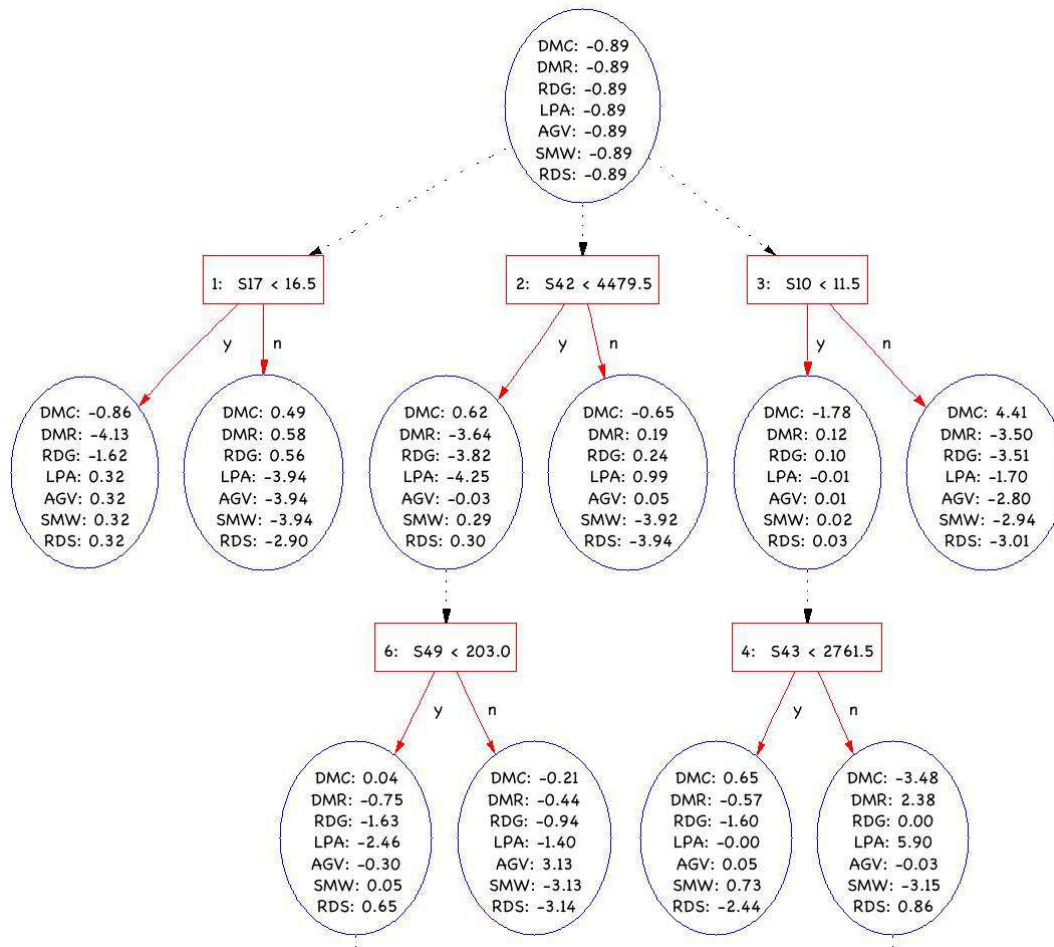 DMC: -0.89
DMR: -0.89
RDG: -0.89
LPA: -0.89
AGV: -0.89
SMW: -0.89
RDS: -0.89
1: S17 < 16.5
2: S42 < 4479.5
3: S10 < 11.5
y
n
y
n
y
n
DMC: -0.86
DMR: -4.13
RDG: -1.62
LPA: 0.32
AGV: 0.32
SMW: 0.32
RDS: 0.32
DMC: 0.49
DMR: 0.58
RDG: 0.56
LPA: -3.94
AGV: -3.94
SMW: -3.94
RDS: -2.90
DMC: 0.62
DMR: -3.64
RDG: -3.82
LPA: -4.25
AGV: -0.03
SMW: 0.29
RDS: 0.30
DMC: -0.65
DMR: 0.19
RDG: 0.24
LPA: 0.99
AGV: 0.05
SMW: -3.92
RDS: -3.94
DMC: -1.78
DMR: 0.12
RDG: 0.10
LPA: -0.01
AGV: 0.01
SMW: 0.02
RDS: 0.03
DMC: 4.41
DMR: -3.50
RDG: -3.51
LPA: -1.70
AGV: -2.80
SMW: -2.94
RDS: -3.01
6: S49 < 203.0
4: S43 < 2761.5
y
n
y
n
DMC: 0.04
DMR: -0.75
RDG: -1.63
LPA: -2.46
AGV: -0.30
SMW: 0.05
RDS: 0.65
DMC: -0.21
DMR: -0.44
RDG: -0.94
LPA: -1.40
AGV: 3.13
SMW: -3.13
RDS: -3.14
DMC: 0.65
DMR: -0.57
RDG: -1.60
LPA: -0.00
AGV: 0.05
SMW: 0.73
RDS: -2.44
DMC: -3.48
DMR: 2.38
RDG: 0.00
LPA: 5.90
AGV: -0.03
SMW: -3.15
RDS: 0.86